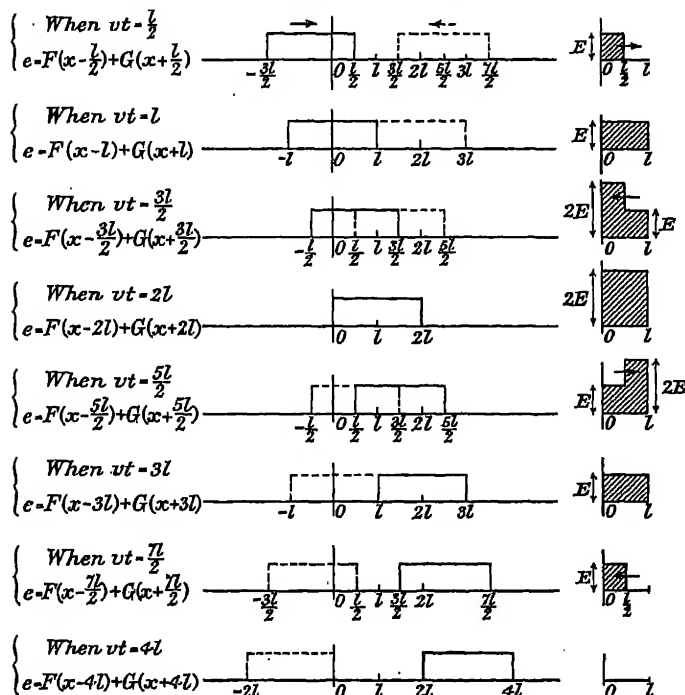 When vt=l/2
e=F(x-l/2)+G(x+l/2)
-3l/2 0 l/2 l 3l/2 2l 5l/2 3l 7l/2
E 0 l/2 l
When vt=l
e=F(x-l)+G(x+l)
-l 0 l 2l 3l
E 0 l
When vt=3l/2
e=F(x-3l/2)+G(x+3l/2)
-l/2 0 l/2 l 3l/2 2l 5l/2
2E E 0 l
When vt=2l
e=F(x-2l)+G(x+2l)
0 l 2l
2E 0 l
When vt=5l/2
e=F(x-5l/2)+G(x+5l/2)
-l/2 0 l/2 l 3l/2 2l 5l/2
E 2E 0 l
When vt=3l
e=F(x-3l)+G(x+3l)
-l 0 l 2l 3l
E 0 l
When vt=7l/2
e=F(x-7l/2)+G(x+7l/2)
-3l/2 0 l/2 l 3l/2 2l 7l/2
E 0 l/2 l
When vt=4l
e=F(x-4l)+G(x+4l)
-2l 0 l 2l 4l
0 l